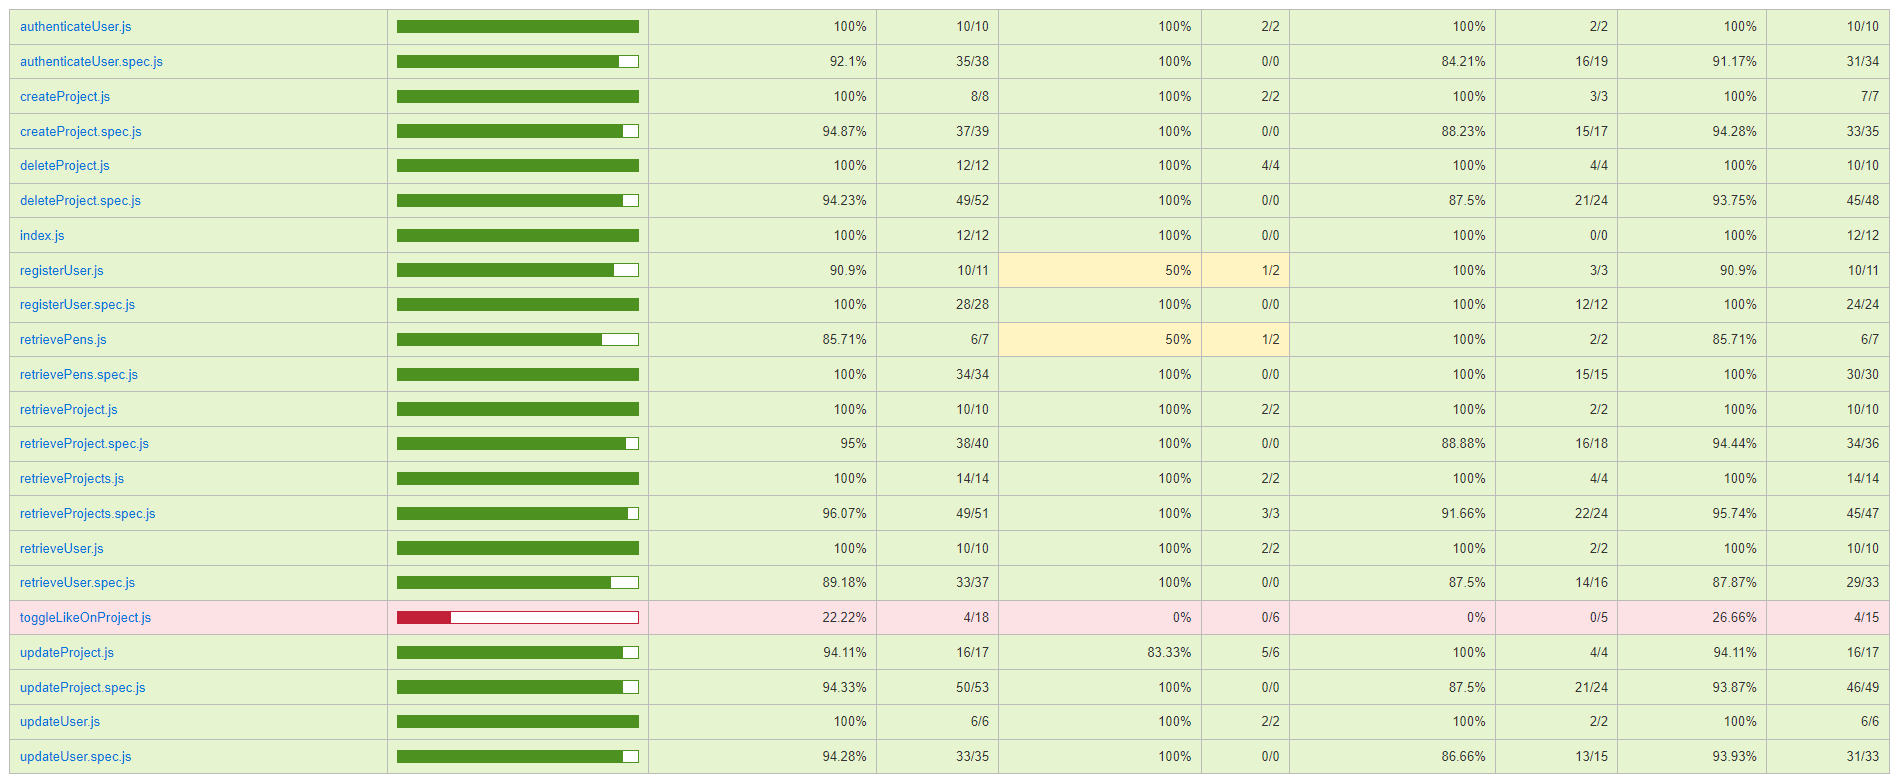 authenticateUser.js 100% 10/10 100% 2/2 100% 2/2 100% 10/10
authenticateUser.spec.js 92.1% 35/38 100% 0/0 84.21% 16/19 91.17% 31/34
createProject.js 100% 8/8 100% 2/2 100% 3/3 100% 7/7
createProject.spec.js 94.87% 37/39 100% 0/0 88.23% 15/17 94.28% 33/35
deleteProject.js 100% 12/12 100% 4/4 100% 4/4 100% 10/10
deleteProject.spec.js 94.23% 49/52 100% 0/0 87.5% 21/24 93.75% 45/48
index.js 100% 12/12 100% 0/0 100% 0/0 100% 12/12
registerUser.js 90.9% 10/11 50% 1/2 100% 3/3 90.9% 10/11
registerUser.spec.js 100% 28/28 100% 0/0 100% 12/12 100% 24/24
retrievePens.js 85.71% 6/7 50% 1/2 100% 2/2 85.71% 6/7
retrievePens.spec.js 100% 34/34 100% 0/0 100% 15/15 100% 30/30
retrieveProject.js 100% 10/10 100% 2/2 100% 2/2 100% 10/10
retrieveProject.spec.js 95% 38/40 100% 0/0 88.88% 16/18 94.44% 34/36
retrieveProjects.js 100% 14/14 100% 2/2 100% 4/4 100% 14/14
retrieveProjects.spec.js 96.07% 49/51 100% 3/3 91.66% 22/24 95.74% 45/47
retrieveUser.js 100% 10/10 100% 2/2 100% 2/2 100% 10/10
retrieveUser.spec.js 89.18% 33/37 100% 0/0 87.5% 14/16 87.87% 29/33
toggleLikeOnProject.js 22.22% 4/18 0% 0/6 0% 0/5 26.66% 4/15
updateProject.js 94.11% 16/17 83.33% 5/6 100% 4/4 94.11% 16/17
updateProject.spec.js 94.33% 50/53 100% 0/0 87.5% 21/24 93.87% 46/49
updateUser.js 100% 6/6 100% 2/2 100% 2/2 100% 6/6
updateUser.spec.js 94.28% 33/35 100% 0/0 86.66% 13/15 93.93% 31/33